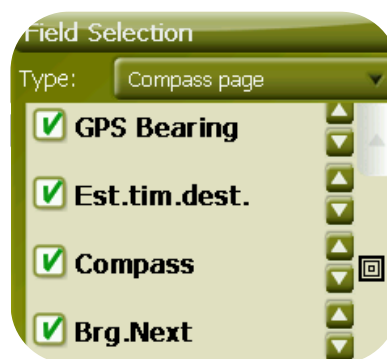 Field Selection
Type: Compass page
GPS Bearing
Est.tim.dest.
Compass
Brg.Next